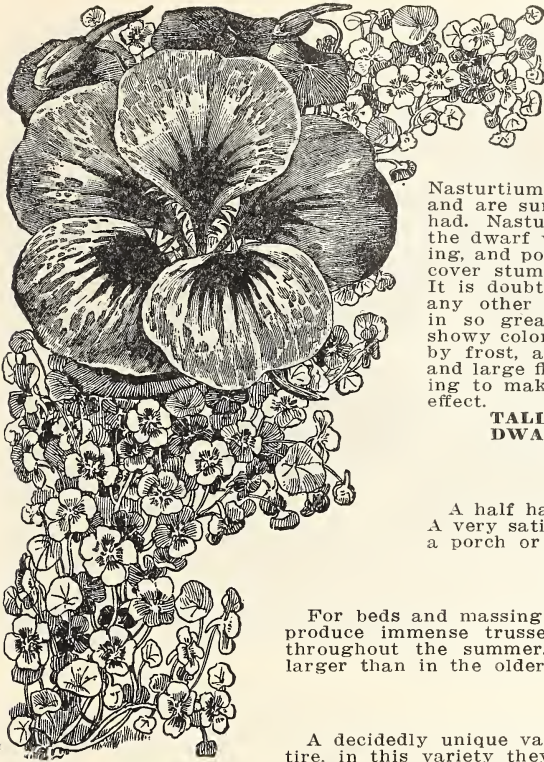 Nasturtium
and are sur
had. Nastu
the dwarf
ing, and po
cover stum
It is doubt
any other
in so grea
showy color
by frost, a
and large fl
ing to mak
effect.
TALL
DWA
A half ha
A very sati
a porch or
For beds and massing
produce immense trusse
throughout the summer.
larger than in the older
A decidedly unique va
tire, in this variety they